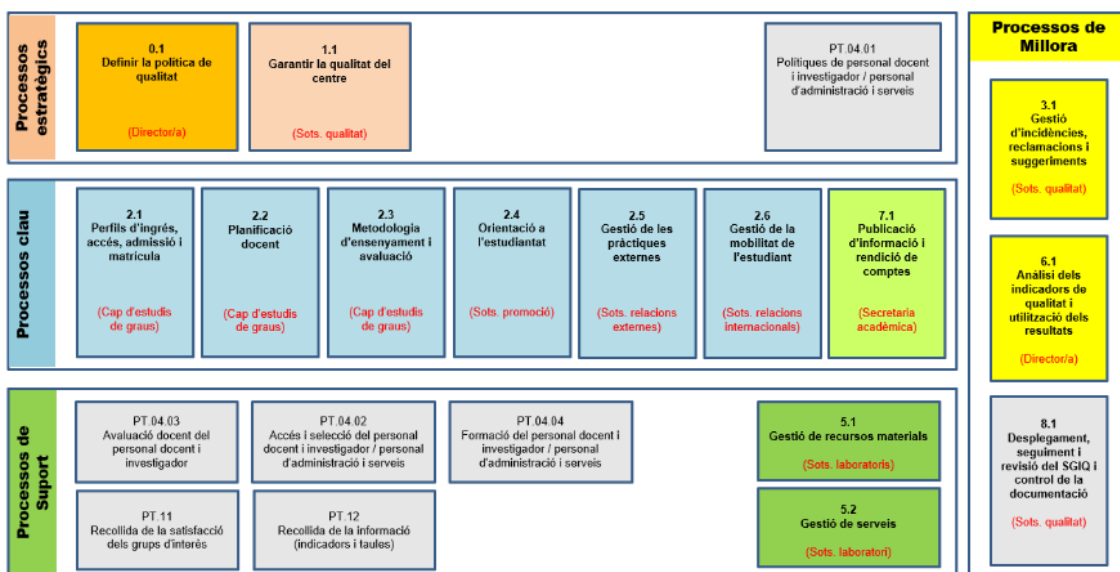 Processos estratègics
0.1
Definir la política de
qualitat
(Director/a)
1.1
Garantir la qualitat del
centre
(Sots. qualitat)
PT.04.01
Polítiques de personal docent
i investigador / personal
d'administració i serveis
Processos clau
2.1
Perfils d'ingrés,
accés, admissió i
matrícula
(Cap d'estudis
de graus)
2.2
Planificació
docent
(Cap d'estudis
de graus)
2.3
Metodologia
d'ensenyament i
avaluació
(Cap d'estudis
de graus)
2.4
Orientació a
l'estudiantat
(Sots. promoció)
2.5
Gestió de les
pràctiques
externes
(Sots. relacions
externes)
2.6
Gestió de la
mobilitat de
l'estudiant
(Sots. relacions
internacionals)
7.1
Publicació
d'informació i
rendició de
comptes
(Secretaria
acadèmica)
Processos de
Suport
PT.04.03
Avaluació docent del
personal docent i
investigador
PT.04.02
Accés i selecció del personal
docent i investigador / personal
d'administració i serveis
PT.04.04
Formació del personal docent i
investigador / personal
d'administració i serveis
5.1
Gestió de recursos materials
(Sots. laboratoris)
PT.11
Recollida de la satisfacció
dels grups d'interès
PT.12
Recollida de la informació
(indicadors i taules)
5.2
Gestió de serveis
(Sots. laboratori)
Processos de
Millora
3.1
Gestió
d'incidències,
reclamacions i
suggeriments
(Sots. qualitat)
6.1
Anàlisi dels
indicadors de
qualitat i
utilització dels
resultats
(Director/a)
8.1
Desplegament,
seguiment i
revisió del SGIQ i
control de la
documentació
(Sots. qualitat)